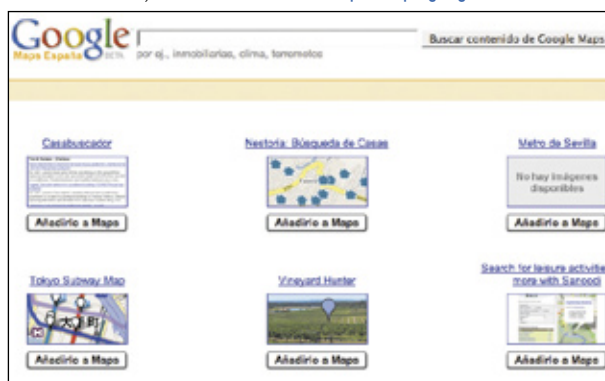 Google
Maps España BETA
por ej., inmobiliarias, clima, terremotos
Buscar contenido de Google Maps
Casabuscador
Nestoria: Búsqueda de Casas
Metro de Sevilla
No hay imágenes
disponibles
Añadirlo a Maps
Añadirlo a Maps
Añadirlo a Maps
Tokyo Subway Map
Vineyard Hunter
Search for leisure activitie
more with Sanoodi
Añadirlo a Maps
Añadirlo a Maps
Añadirlo a Maps